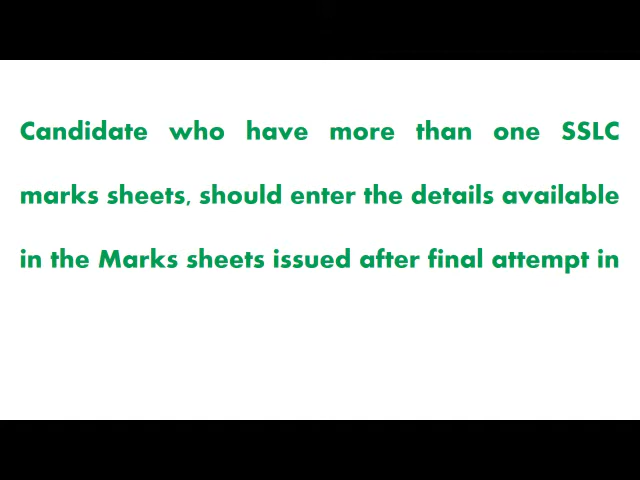 Candidate who have more than one SSLC
marks sheets, should enter the details available
in the Marks sheets issued after final attempt in